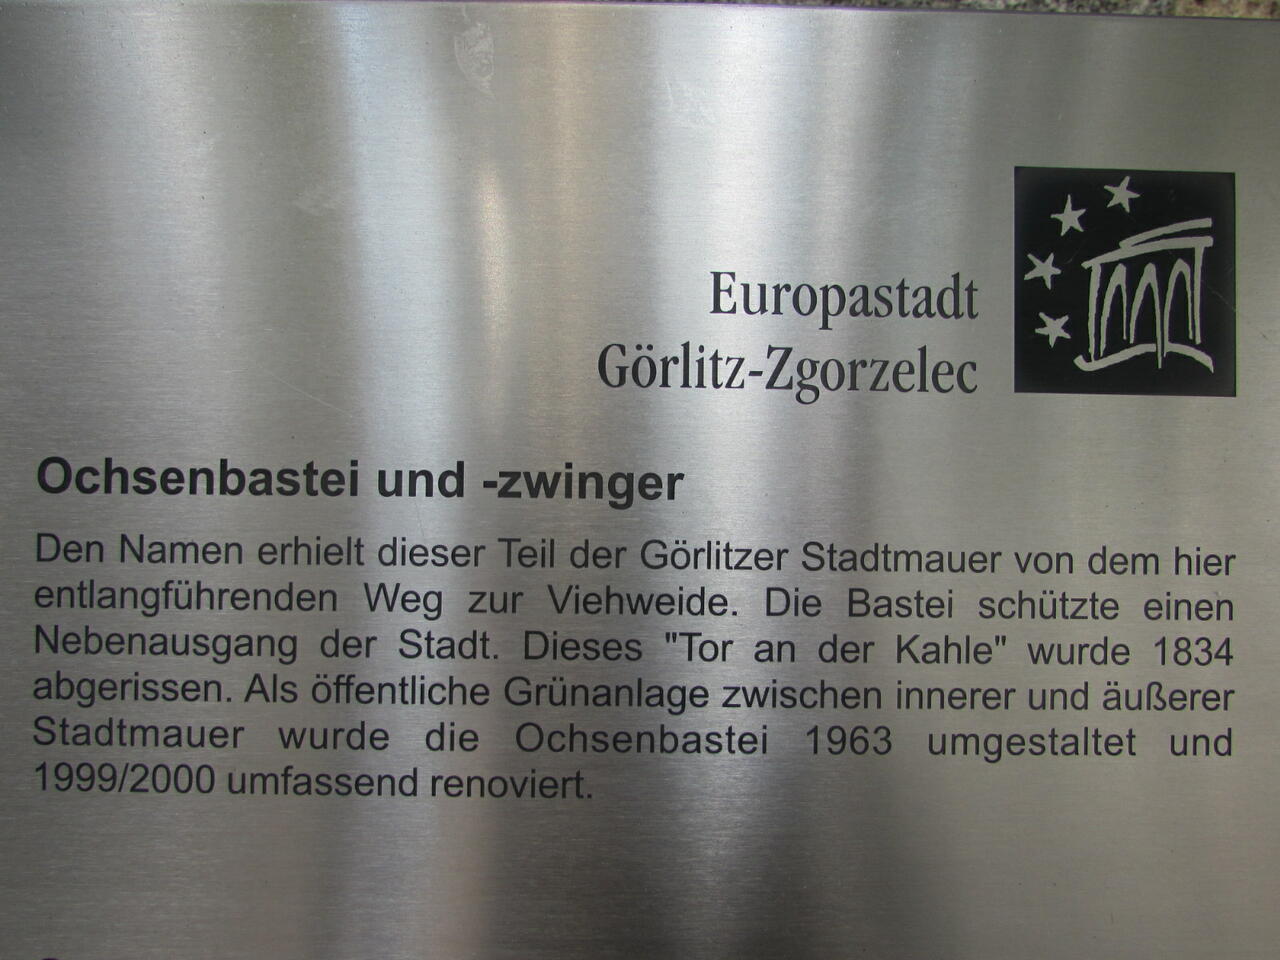 Europastadt
Görlitz-Zgorzelec
Ochsenbastei und -zwinger
Den Namen erhielt dieser Teil der Görlitzer Stadtmauer von dem hier
entlangführenden Weg zur Viehweide. Die Bastei schützte einen
Nebenausgang der Stadt. Dieses "Tor an der Kahle" wurde 1834
abgerissen. Als öffentliche Grünanlage zwischen innerer und äußerer
Stadtmauer wurde die Ochsenbastei 1963 umgestaltet und
1999/2000 umfassend renoviert.